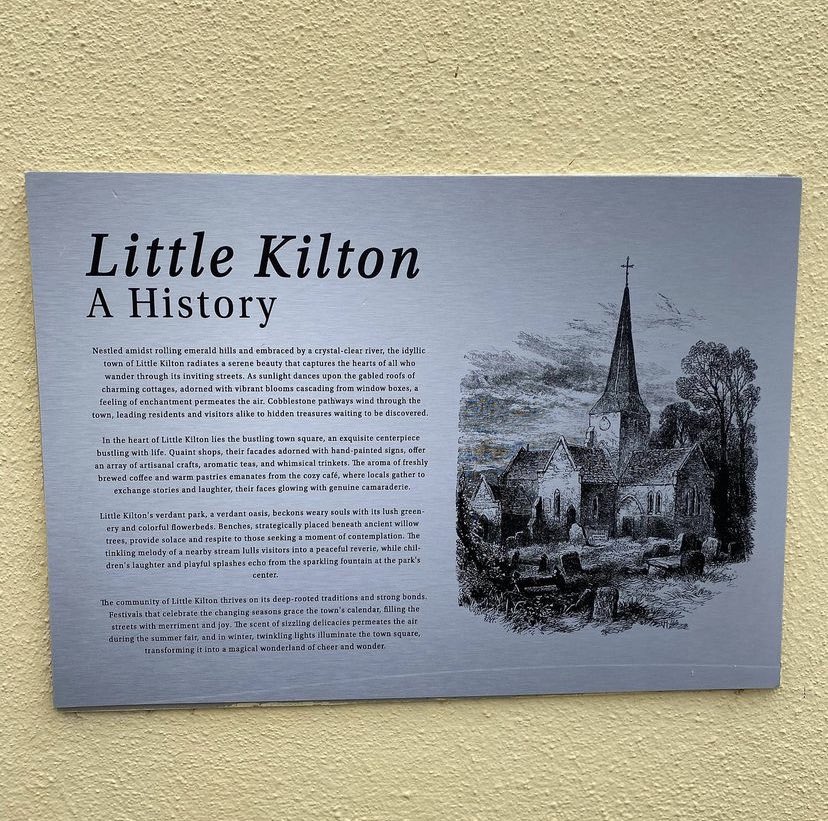 Little Kilton
A History
Nestled amidst rolling emerald hills and embraced by a crystal-clear river, the idyllic
town of Little Kilton radiates a serene beauty that captures the hearts of all who
wander through its inviting streets. As sunlight dances upon the gabled roofs of
charming cottages, adorned with vibrant blooms cascading from window boxes, a
feeling of enchantment permeates the air. Cobblestone pathways wind through the
town, leading residents and visitors alike to hidden treasures waiting to be discovered.
In the heart of Little Kilton lies the bustling town square, an exquisite centerpiece
bustling with life. Quaint shops, their facades adorned with hand-painted signs, offer
an array of artisanal crafts, aromatic teas, and whimsical trinkets. The aroma of freshly
brewed coffee and warm pastries emanates from the cozy café, where locals gather to
exchange stories and laughter, their faces glowing with genuine camaraderie.
Little Kilton's verdant park, a verdant oasis, beckons weary souls with its lush green-
ery and colorful flowerbeds. Benches, strategically placed beneath ancient willow
trees, provide solace and respite to those seeking a moment of contemplation. The
tinkling melody of a nearby stream lulls visitors into a peaceful reverie, while chil-
dren's laughter and playful splashes echo from the sparkling fountain at the park's
center.
The community of Little Kilton thrives on its deep-rooted traditions and strong bonds.
Festivals that celebrate the changing seasons grace the town's calendar, filling the
streets with merriment and joy. The scent of sizzling delicacies permeates the air
during the summer fair, and in winter, twinkling lights illuminate the town square,
transforming it into a magical wonderland of cheer and wonder.